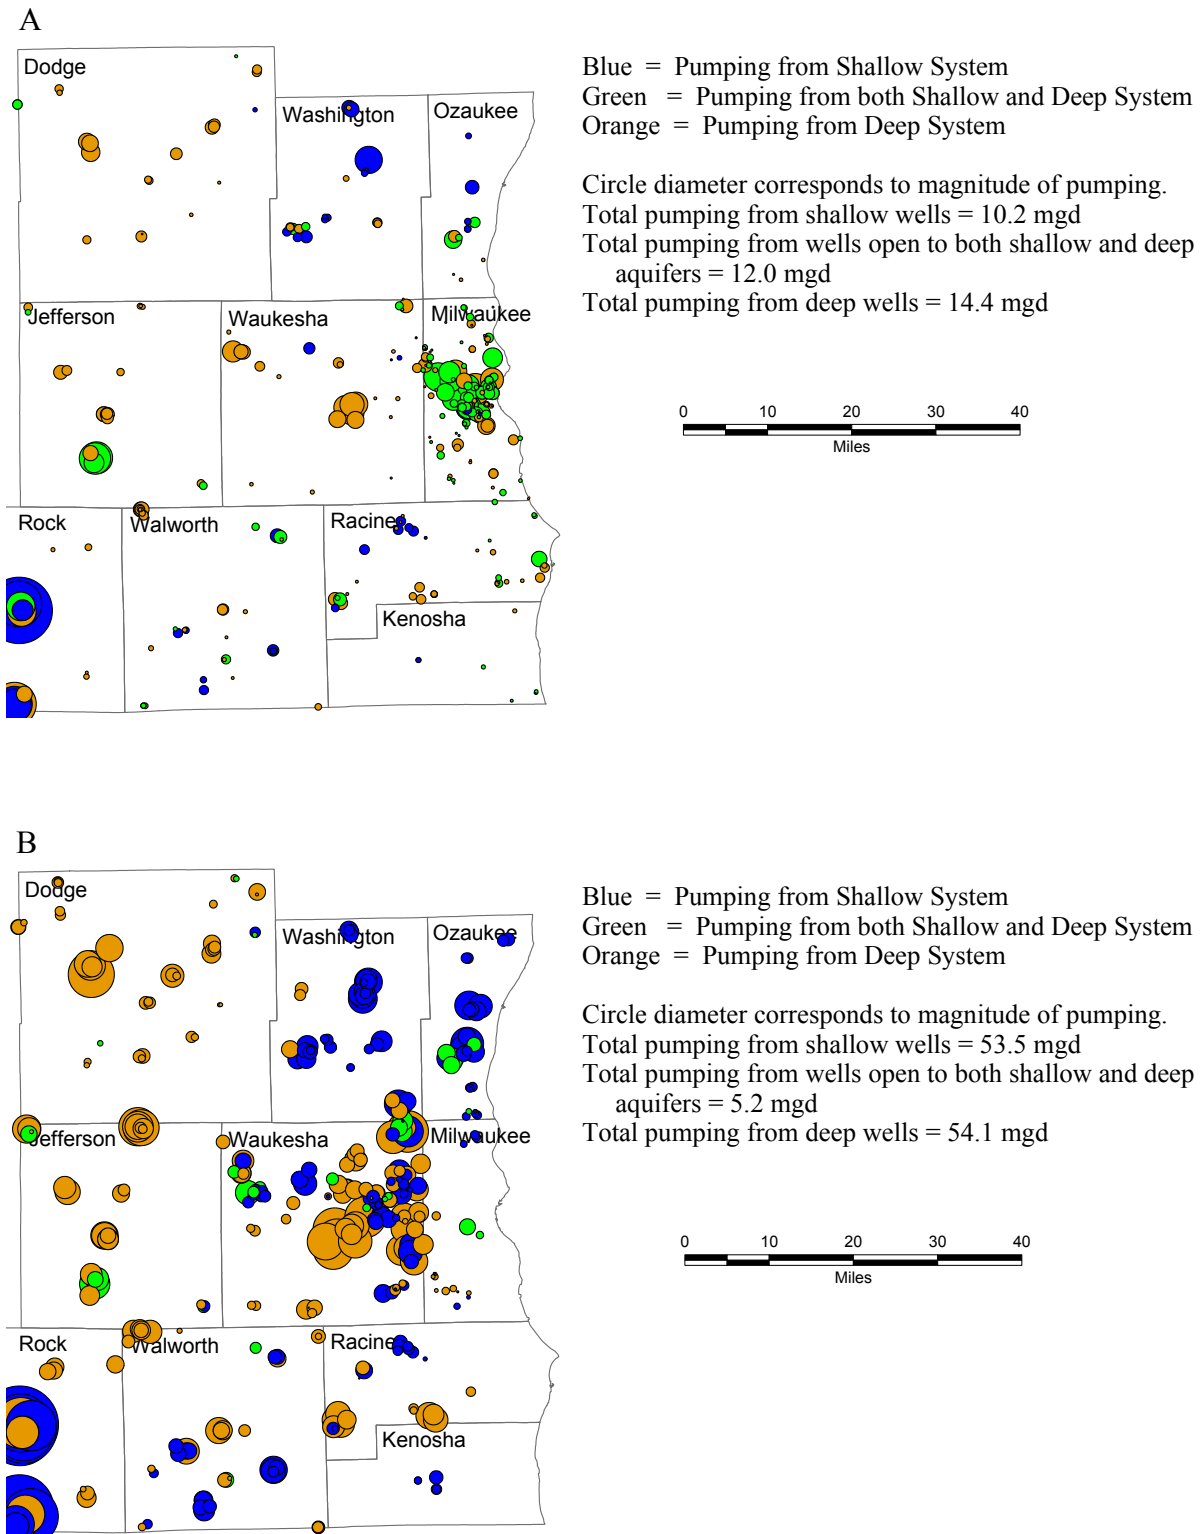 A
Dodge
Washington
Ozaukee
Jefferson
Waukesha
Milwaukee
Rock
Walworth
Racine
Kenosha
Blue = Pumping from Shallow System
Green = Pumping from both Shallow and Deep System
Orange = Pumping from Deep System
Circle diameter corresponds to magnitude of pumping.
Total pumping from shallow wells = 10.2 mgd
Total pumping from wells open to both shallow and deep
aquifers = 12.0 mgd
Total pumping from deep wells = 14.4 mgd
0 10 20 30 40
Miles
B
Dodge
Washington
Ozaukee
Jefferson
Waukesha
Milwaukee
Rock
Walworth
Racine
Kenosha
Blue = Pumping from Shallow System
Green = Pumping from both Shallow and Deep System
Orange = Pumping from Deep System
Circle diameter corresponds to magnitude of pumping.
Total pumping from shallow wells = 53.5 mgd
Total pumping from wells open to both shallow and deep
aquifers = 5.2 mgd
Total pumping from deep wells = 54.1 mgd
0 10 20 30 40
Miles